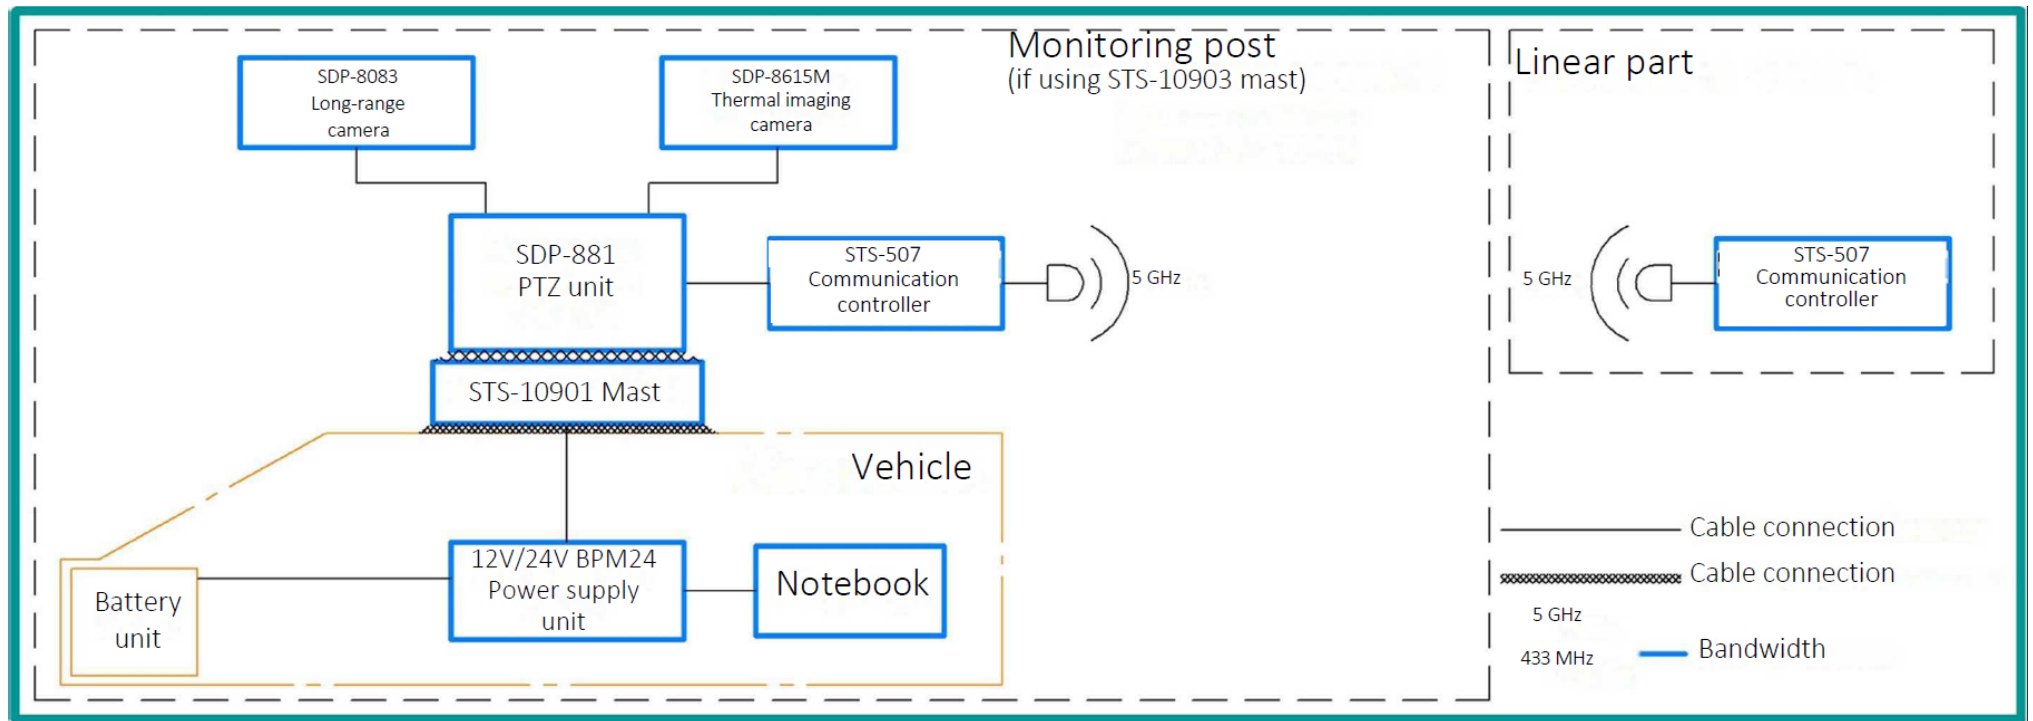 Monitoring post
(if using STS-10903 mast)
Linear part
SDP-8083
Long-range
camera
SDP-8615M
Thermal imaging
camera
SDP-881
PTZ unit
STS-507
Communication
controller
5 GHz
5 GHz
STS-507
Communication
controller
STS-10901 Mast
Vehicle
12V/24V BPM24
Power supply
unit
Notebook
Battery
unit
Cable connection
Cable connection
5 GHz
433 MHz
Bandwidth